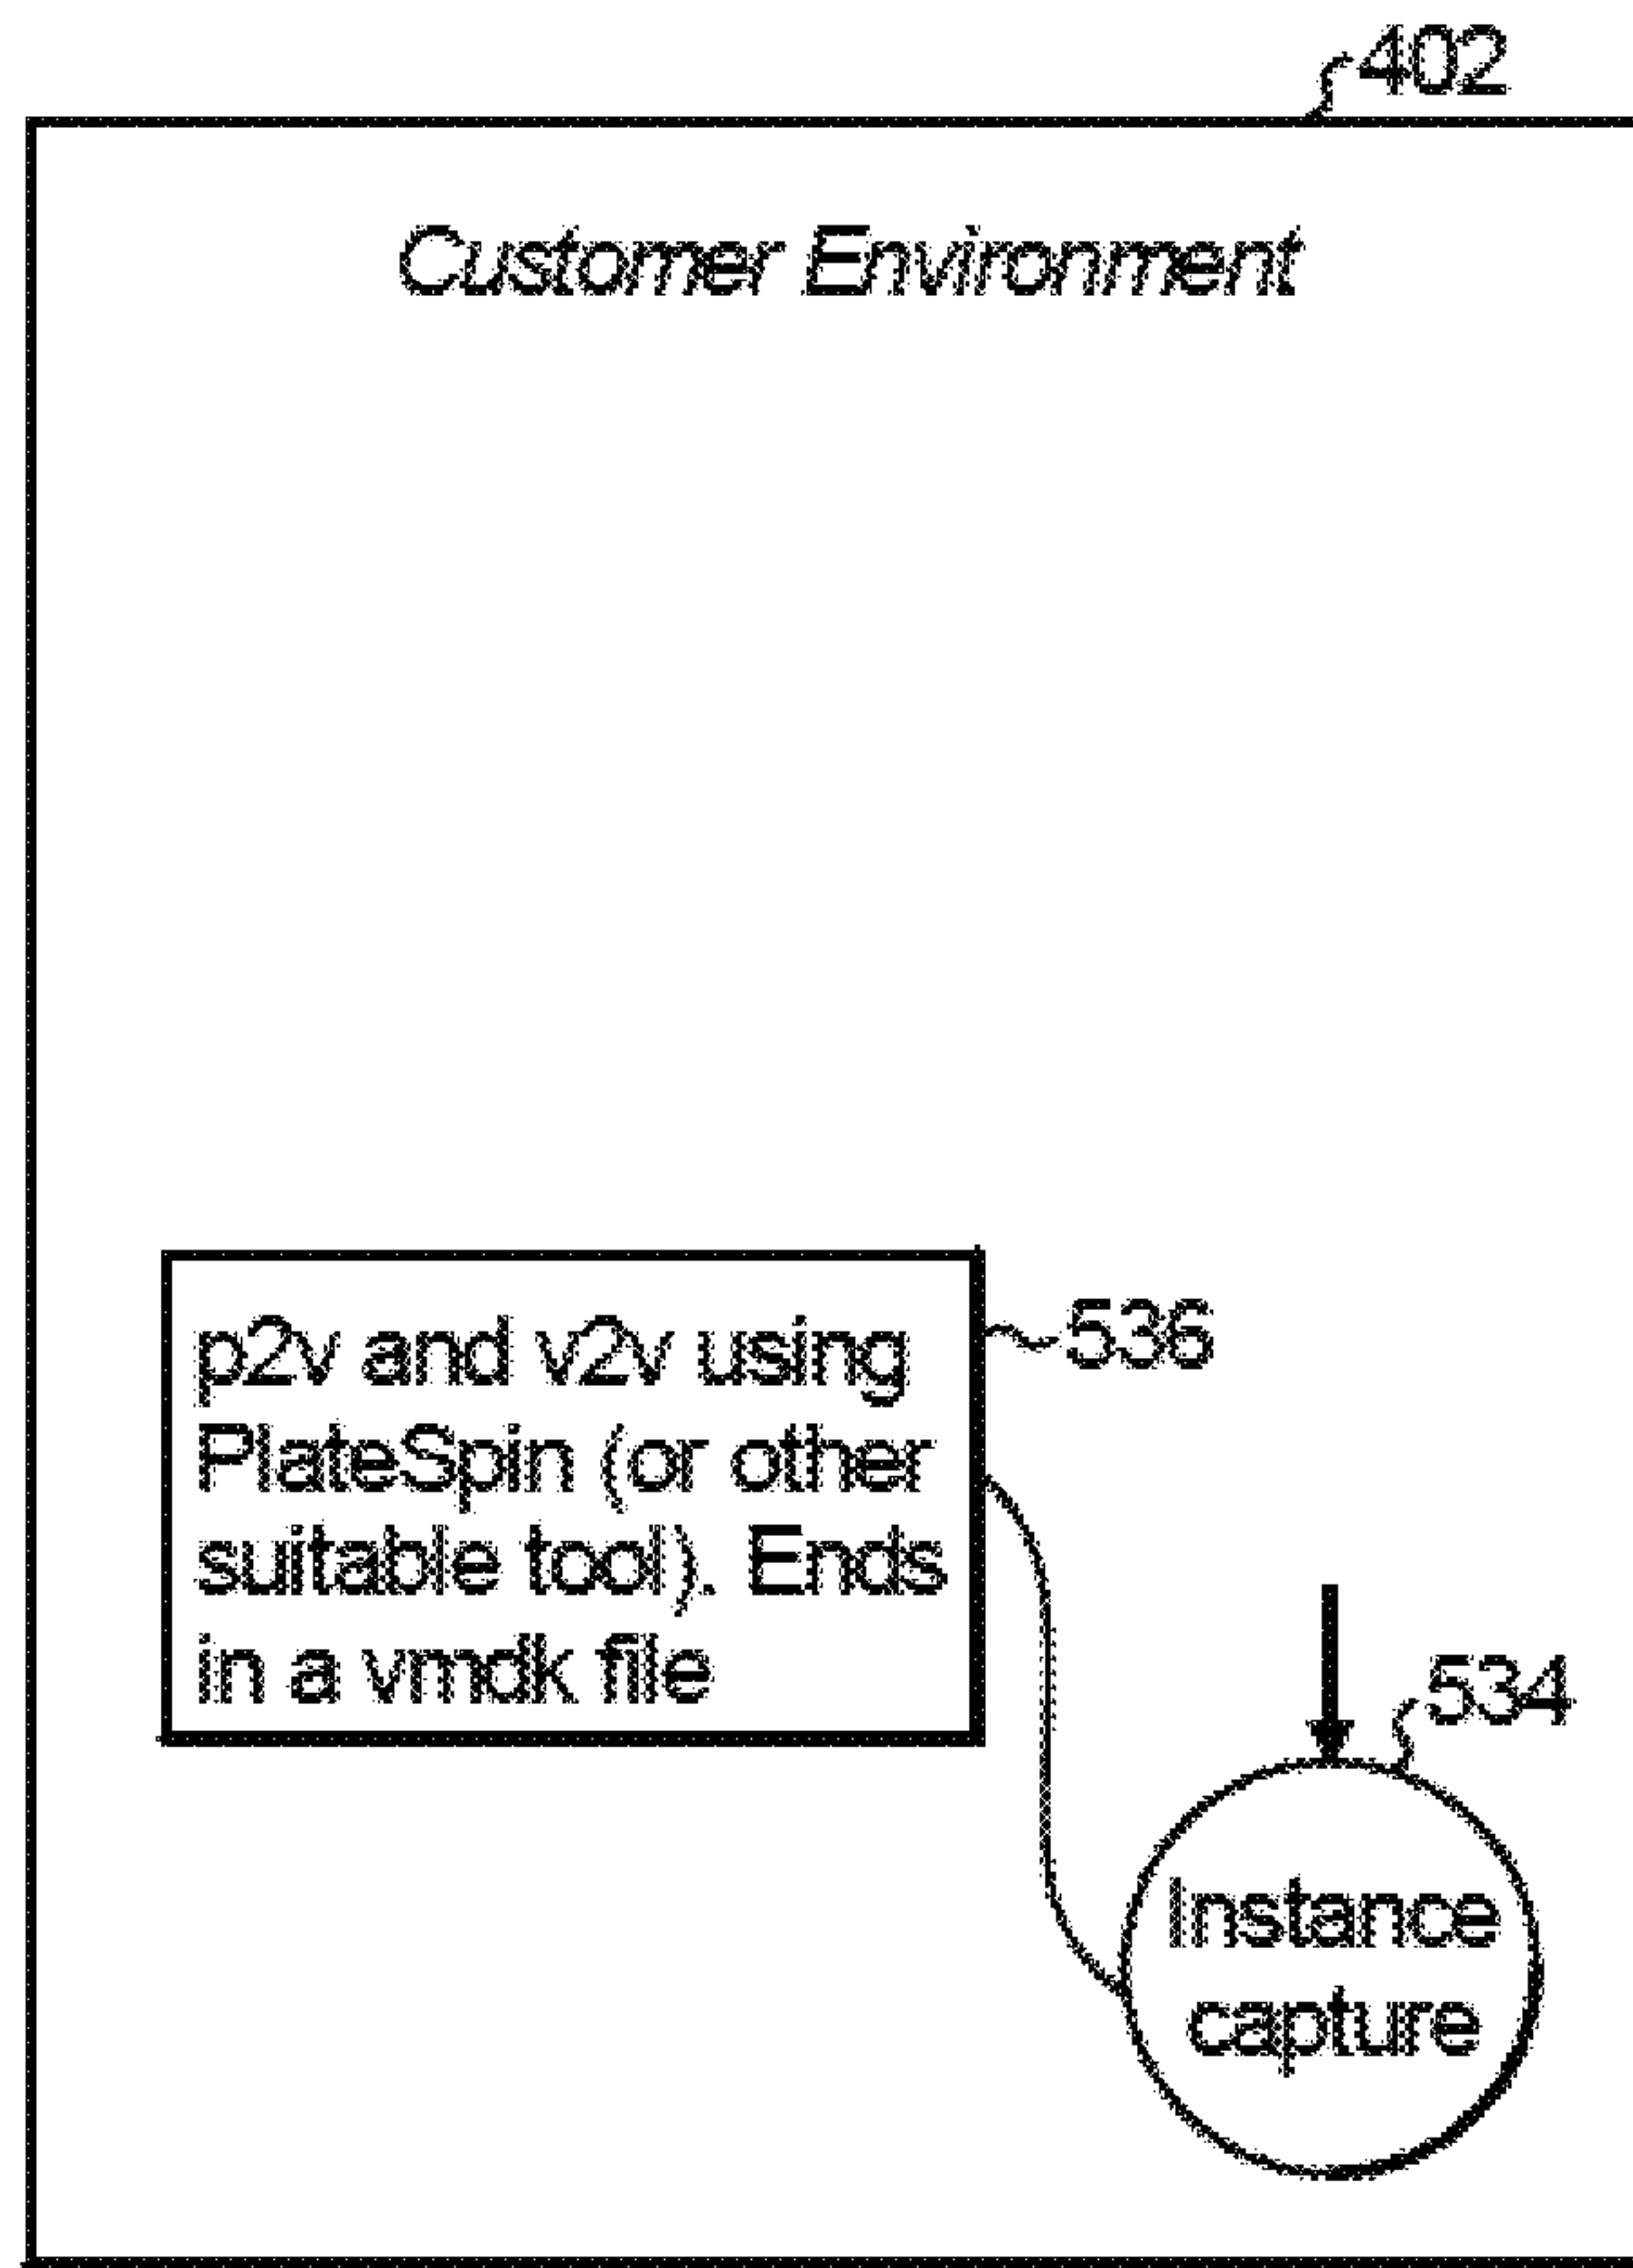 402
Customer Environment
p2v and v2v using
PlateSpin (or other
suitable tool). Ends
in a vmdk file
536
534
Instance
capture